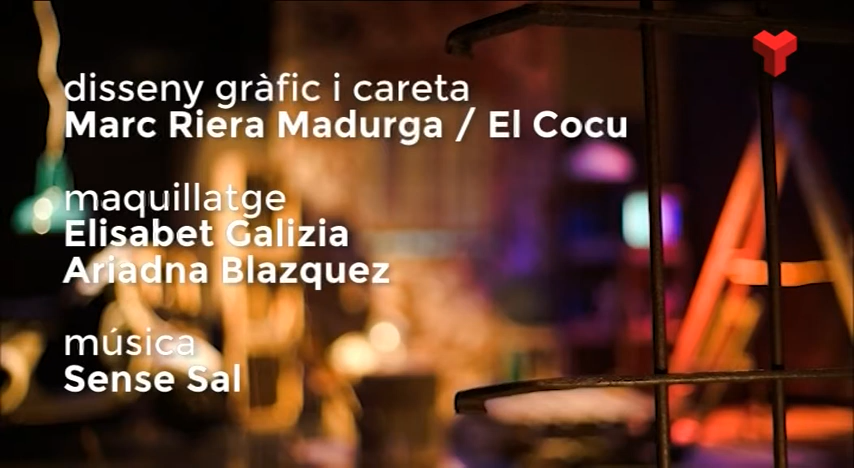 disseny gràfic i careta
Marc Riera Madurga / El Cocu
maquillatge
Elisabet Galizia
Ariadna Blazquez
música
Sense Sal